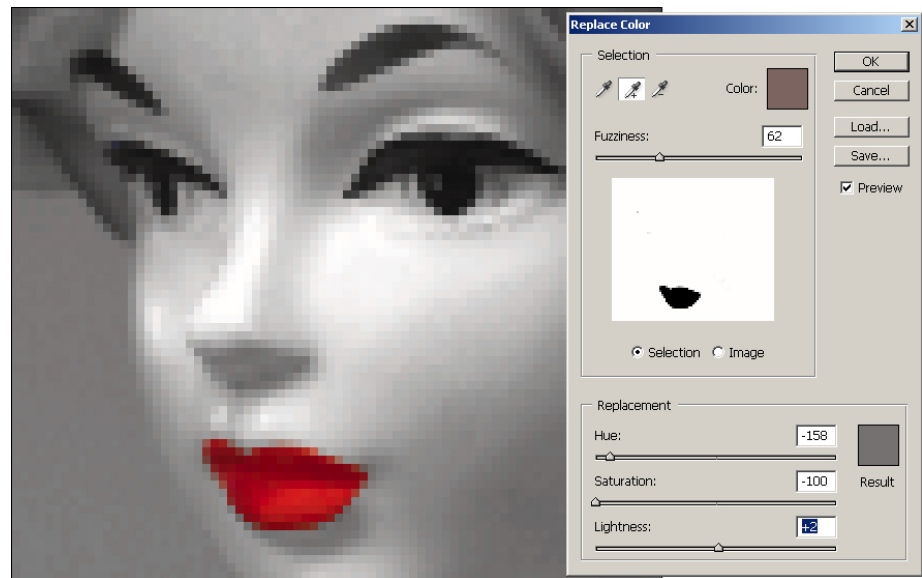 Replace Color
Selection
OK
Color:
Cancel
Fuzziness:
62
Load...
Save...
Preview
Selection Image
Replacement
Hue:
-158
Saturation:
-100
Result
Lightness:
+2